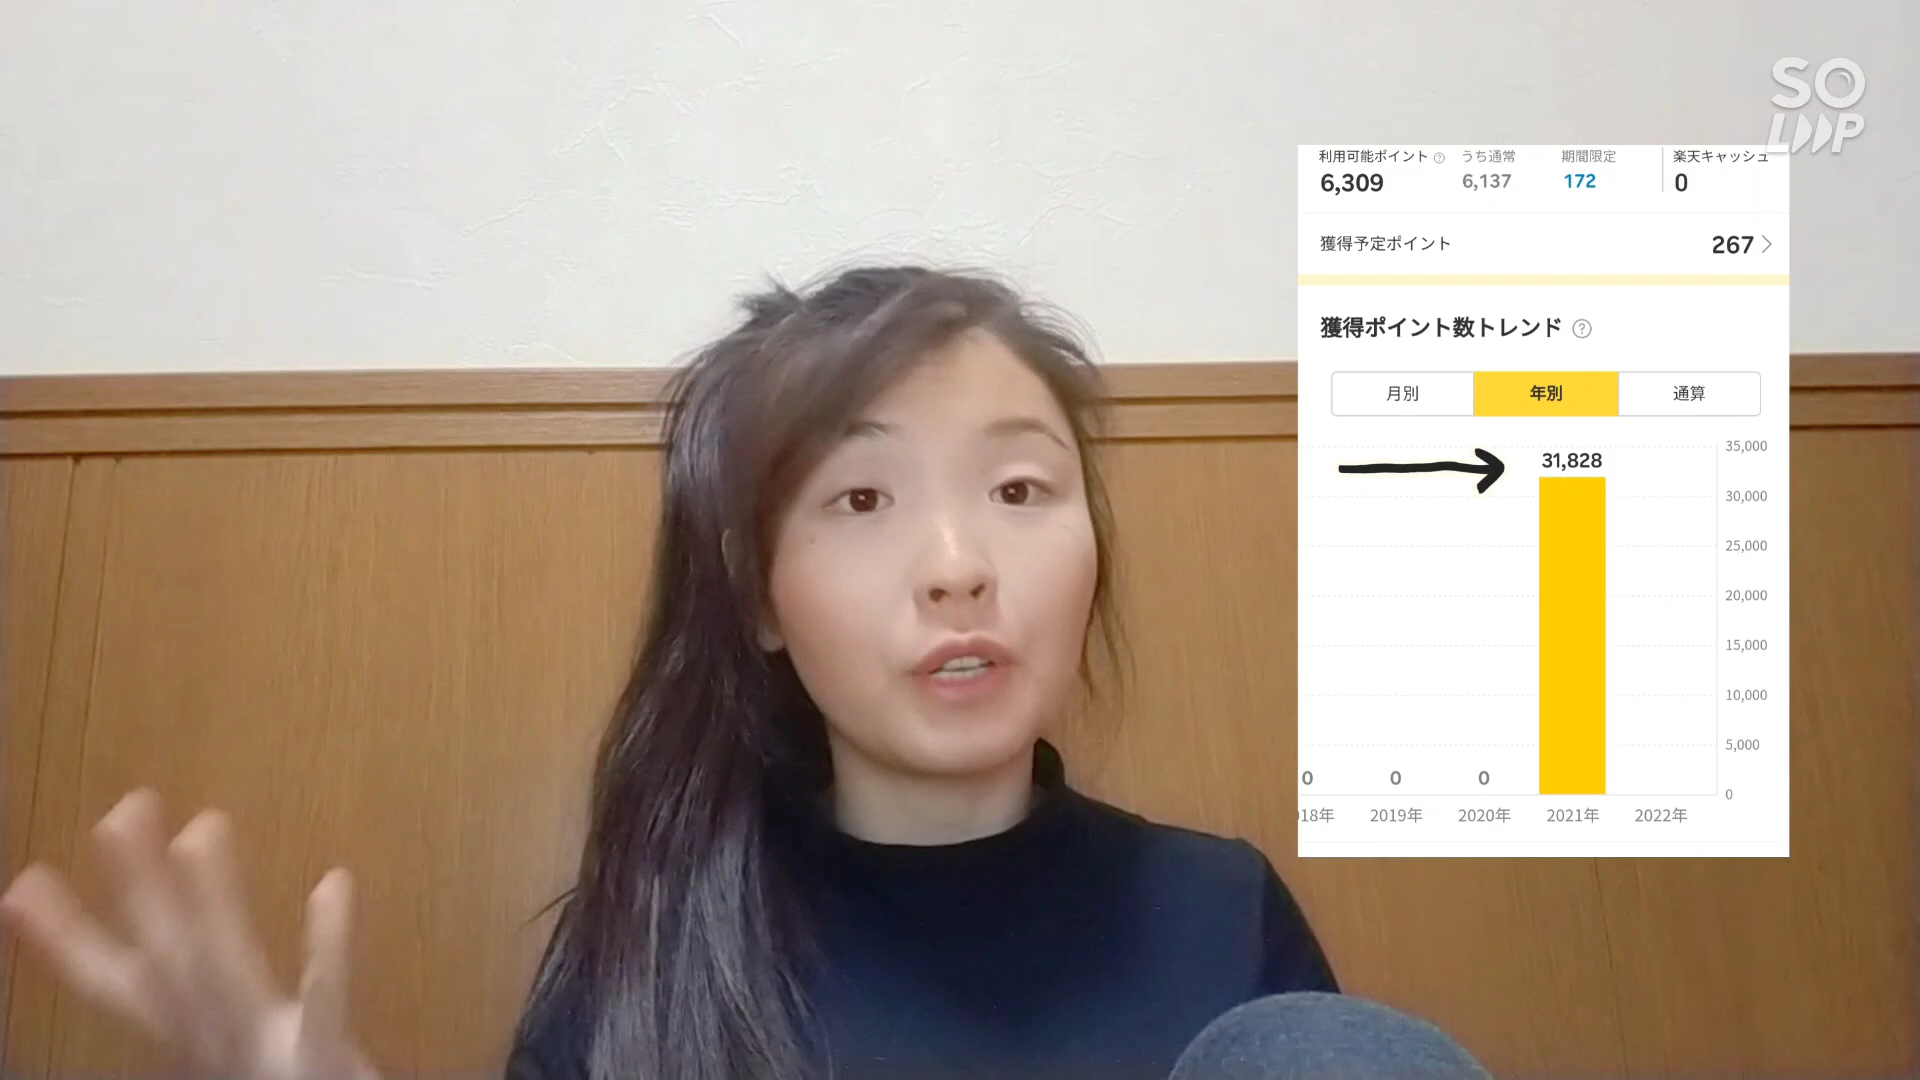 SO
LOOP
利用可能ポイント うち通常 期間限定 楽天キャッシュ
6,309 6,137 172 0
獲得予定ポイント 267
獲得ポイント数トレンド
月別 年別 通算
35,000
31,828
30,000
25,000
20,000
15,000
10,000
5,000
0 0 0
0
18年 2019年 2020年 2021年 2022年